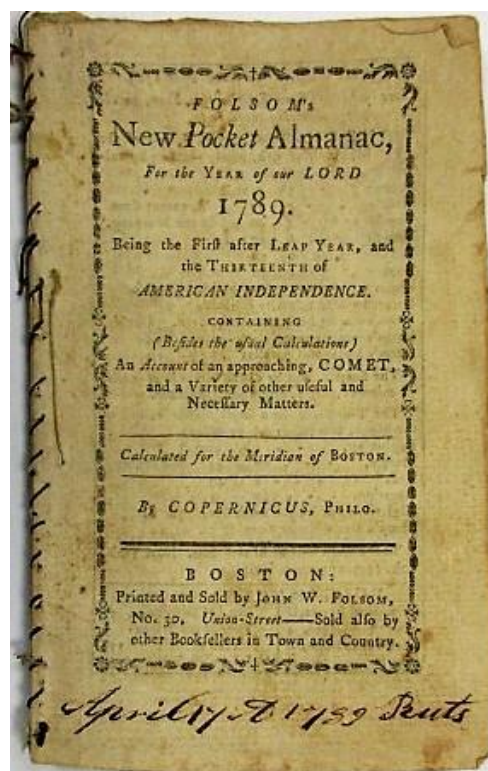 FOLSOM's
New Pocket Almanac,
For the YEAR of our LORD
1789.
Being the Firſt after LEAP YEAR, and
the THIRTEENTH of
AMERICAN INDEPENDENCE.
CONTAINING
(Beſides the uſual Calculations)
An Account of an approaching, COMET,
and a Variety of other uſeful and
Neceſſary Matters.
Calculated for the Meridian of BOSTON.
By COPERNICUS, PHILO.
BOSTON:
Printed and Sold by JOHN W. FOLSOM,
No. 30, Union-Street——Sold alſo by
other Bookſellers in Town and Country.
April 17 1789